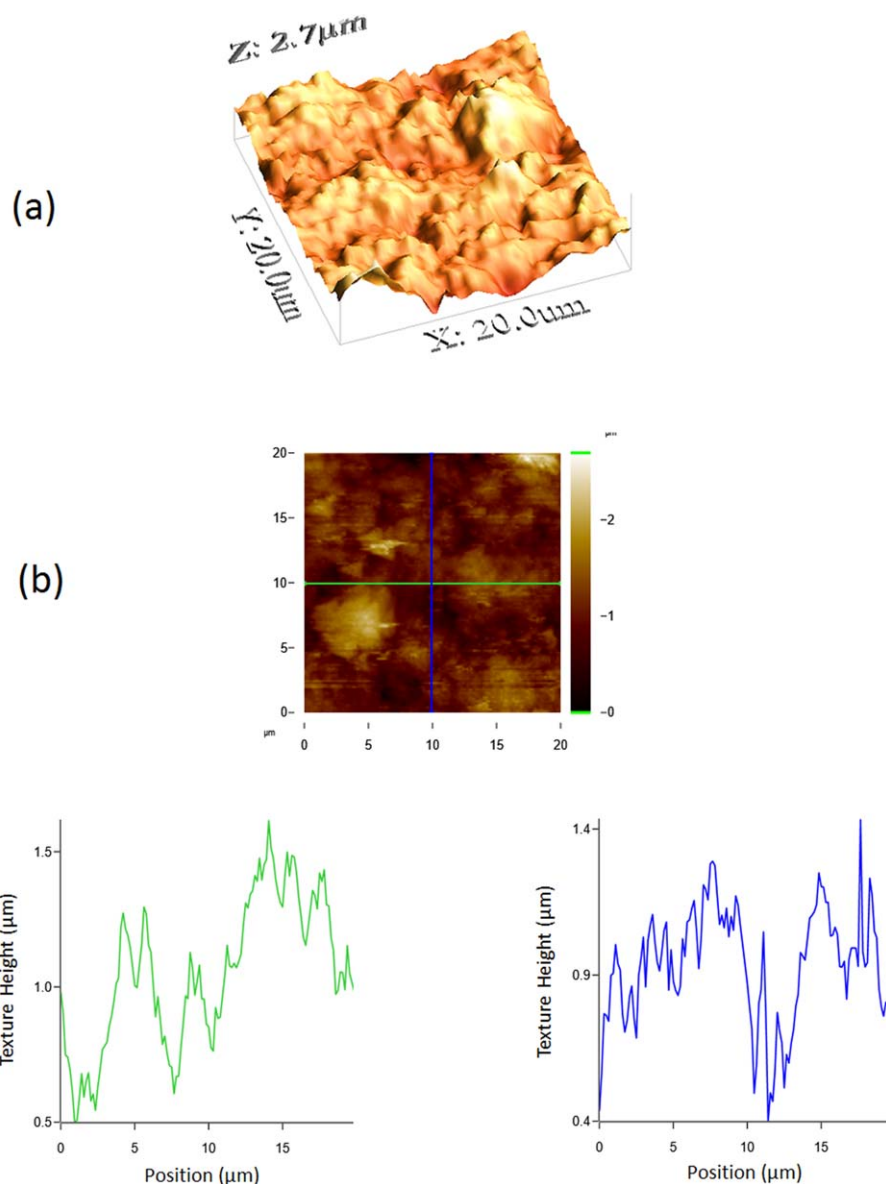 Z: 2.7µm
(a)
Y: 20.0um
X: 20.0um
µm
20
15
10
5
0
2
1
0
(b)
µm
0 5 10 15 20
1.5
1.0
0.5
Texture Height (µm)
0 5 10 15
Position (µm)
1.4
0.9
0.4
Texture Height (µm)
0 5 10 15
Position (µm)